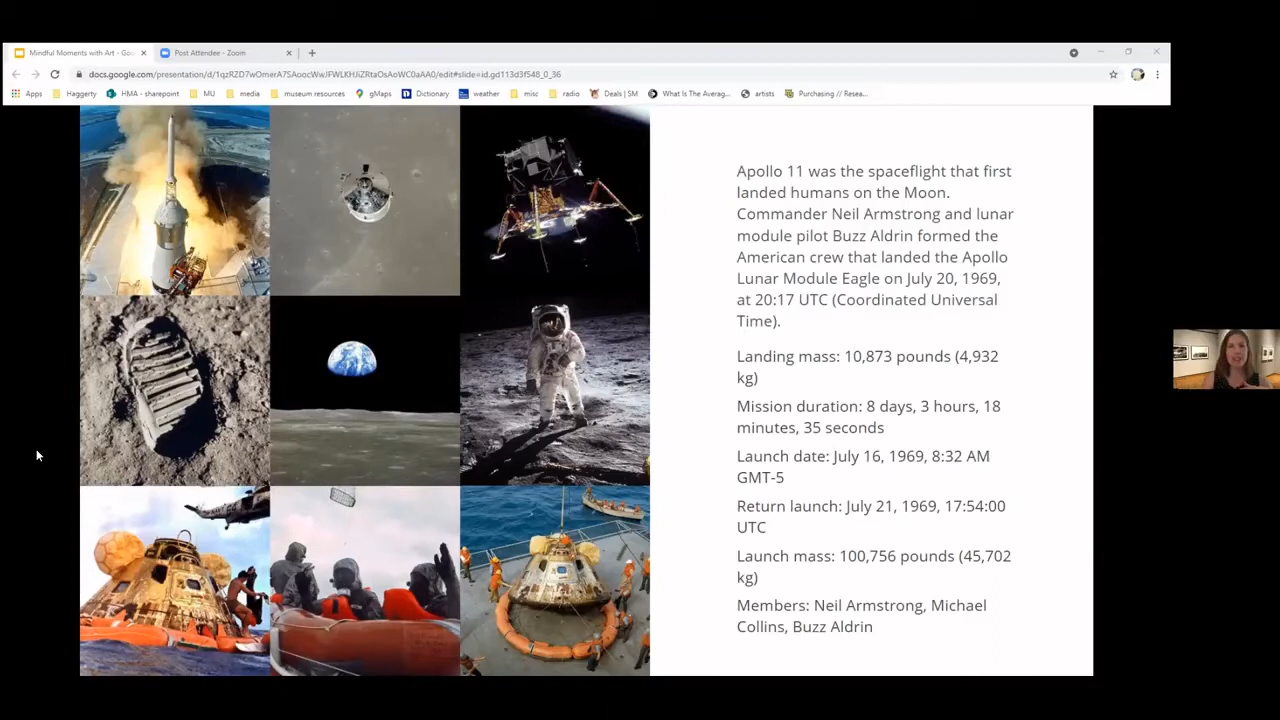 Mindful Moments with Art - Goo
Post Attendee - Zoom
docs.google.com/presentation/d/1qzRZD7wOmerA7SAoocWwJFWLKHJiZRtaOsAoWC0aAA0/edit#slide=id.gd113d3f548_0_36
Apps Haggerty HMA - sharepoint MU media museum resources gMaps Dictionary weather misc radio Deals | SM What Is The Averag... artists Purchasing // Resea...
Apollo 11 was the spaceflight that first
landed humans on the Moon.
Commander Neil Armstrong and lunar
module pilot Buzz Aldrin formed the
American crew that landed the Apollo
Lunar Module Eagle on July 20, 1969,
at 20:17 UTC (Coordinated Universal
Time).
Landing mass: 10,873 pounds (4,932
kg)
Mission duration: 8 days, 3 hours, 18
minutes, 35 seconds
Launch date: July 16, 1969, 8:32 AM
GMT-5
Return launch: July 21, 1969, 17:54:00
UTC
Launch mass: 100,756 pounds (45,702
kg)
Members: Neil Armstrong, Michael
Collins, Buzz Aldrin